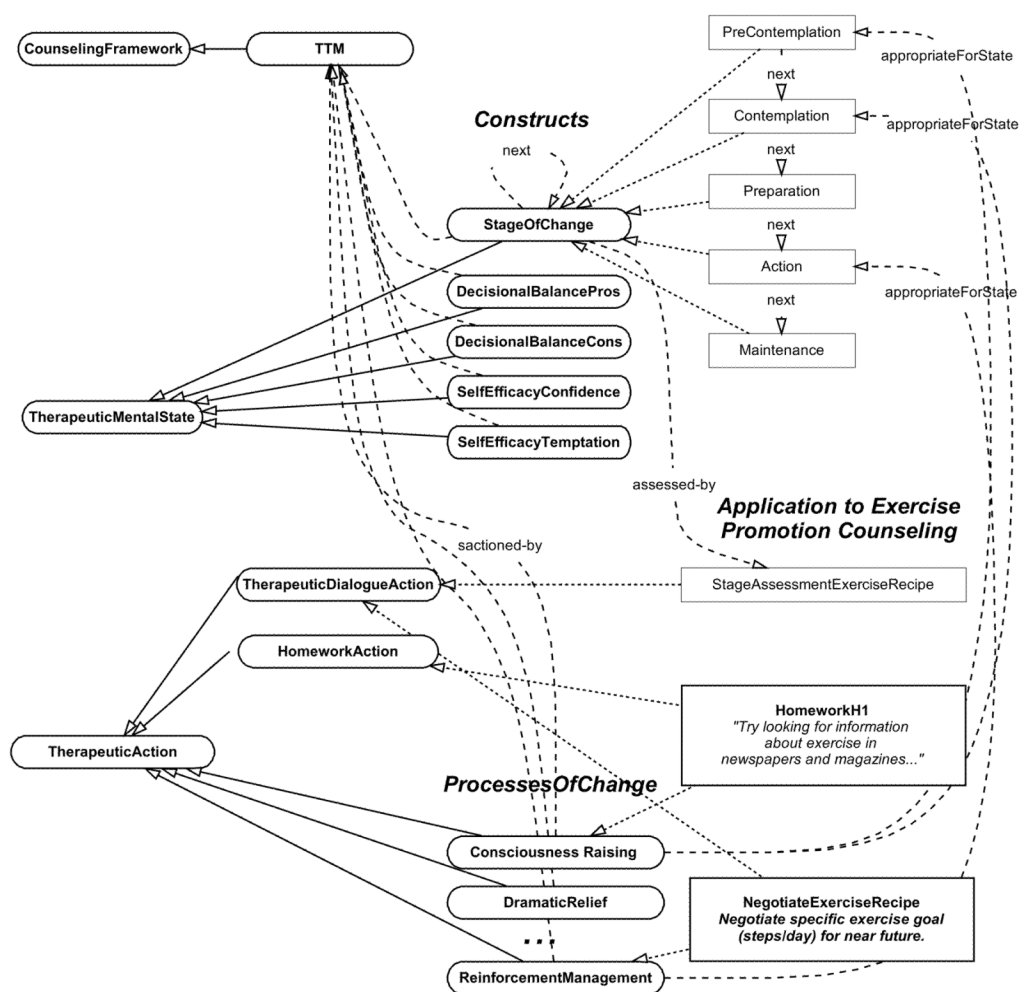 CounselingFramework
TTM
PreContemplation
appropriateForState
next
Contemplation
appropriateForState
Constructs
next
next
Preparation
next
StageOfChange
Action
appropriateForState
DecisionalBalancePros
next
DecisionalBalanceCons
Maintenance
SelfEfficacyConfidence
TherapeuticMentalState
SelfEfficacyTemptation
assessed-by
Application to Exercise
Promotion Counseling
sactioned-by
TherapeuticDialogueAction
StageAssessmentExerciseRecipe
HomeworkAction
HomeworkH1
"Try looking for information
about exercise in
newspapers and magazines..."
TherapeuticAction
ProcessesOfChange
Consciousness Raising
DramaticRelief
NegotiateExerciseRecipe
Negotiate specific exercise goal
(steps/day) for near future.
...
ReinforcementManagement